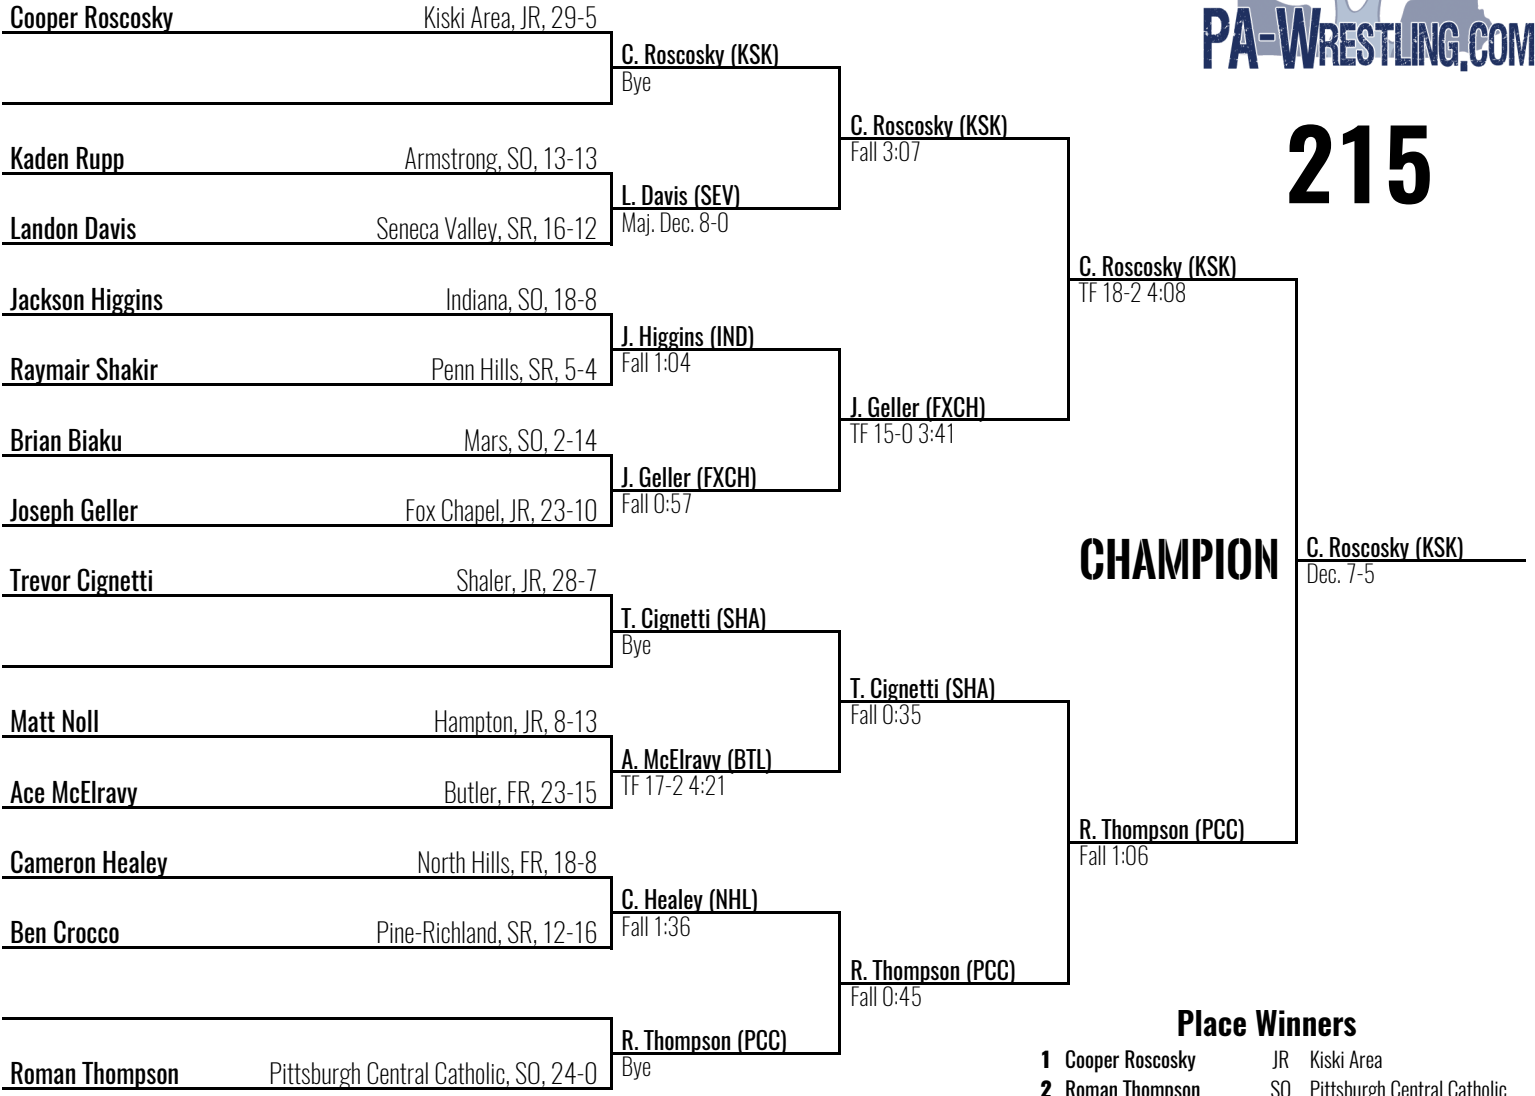 Cooper Roscosky Kiski Area, JR, 29-5
PA-WRESTLING.COM
C. Roscosky (KSK)
Bye
C. Roscosky (KSK)
Fall 3:07
215
Kaden Rupp Armstrong, SO, 13-13
L. Davis (SEV)
Maj. Dec. 8-0
Landon Davis Seneca Valley, SR, 16-12
C. Roscosky (KSK)
TF 18-2 4:08
Jackson Higgins Indiana, SO, 18-8
J. Higgins (IND)
Fall 1:04
Raymair Shakir Penn Hills, SR, 5-4
J. Geller (FXCH)
TF 15-0 3:41
Brian Biaku Mars, SO, 2-14
J. Geller (FXCH)
Fall 0:57
Joseph Geller Fox Chapel, JR, 23-10
CHAMPION
C. Roscosky (KSK)
Dec. 7-5
Trevor Cignetti Shaler, JR, 28-7
T. Cignetti (SHA)
Bye
T. Cignetti (SHA)
Fall 0:35
Matt Noll Hampton, JR, 8-13
A. McElravy (BTL)
TF 17-2 4:21
Ace McElravy Butler, FR, 23-15
R. Thompson (PCC)
Fall 1:06
Cameron Healey North Hills, FR, 18-8
C. Healey (NHL)
Fall 1:36
Ben Crocco Pine-Richland, SR, 12-16
R. Thompson (PCC)
Fall 0:45
R. Thompson (PCC)
Bye
Roman Thompson Pittsburgh Central Catholic, SO, 24-0
Place Winners
1 Cooper Roscosky JR Kiski Area
2 Roman Thompson SO Pittsburgh Central Catholic